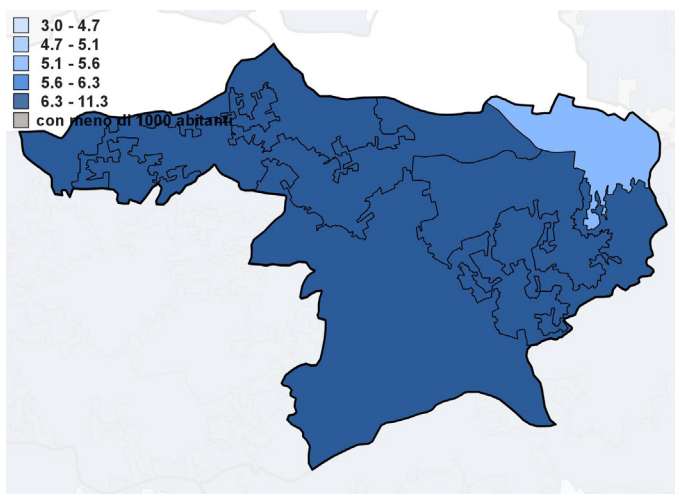 3.0 - 4.7
4.7 - 5.1
5.1 - 5.6
5.6 - 6.3
6.3 - 11.3
con meno di 1000 abitanti